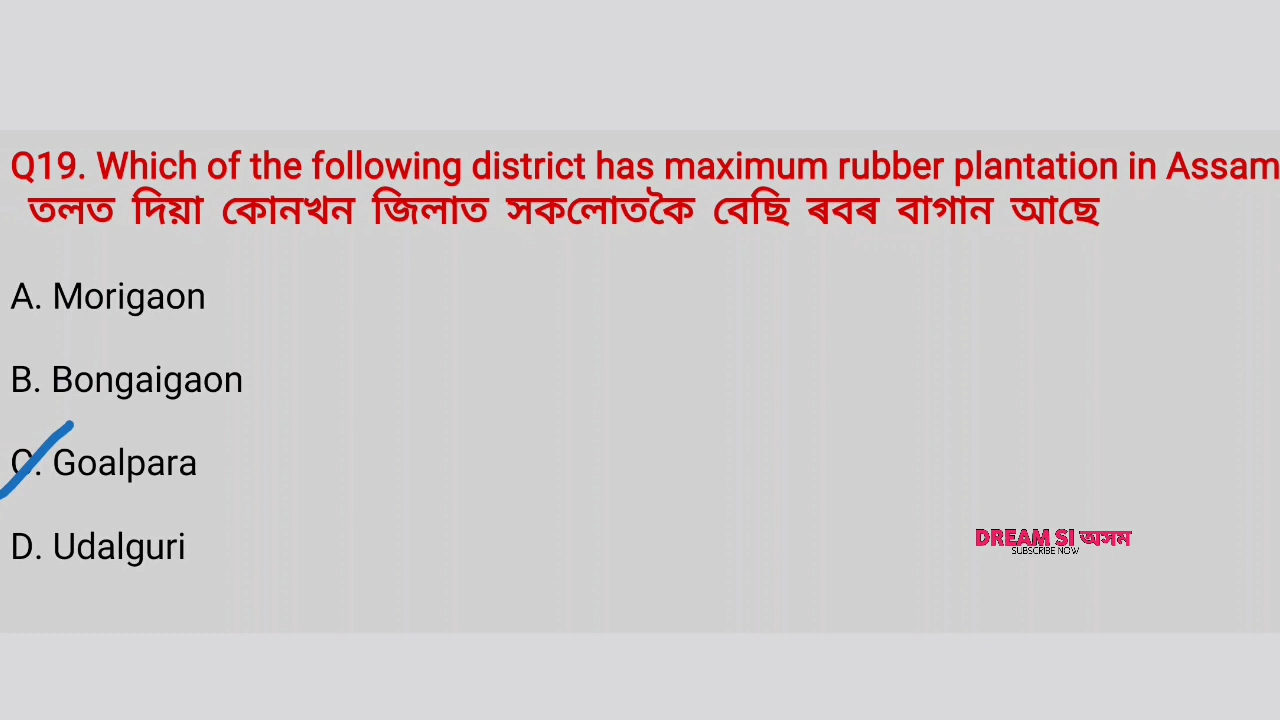 Q19. Which of the following district has maximum rubber plantation in Assam
তলত দিয়া কোনখন জিলাত সকলোতকৈ বেছি ৰবৰ বাগান আছে
A. Morigaon
B. Bongaigaon
C. Goalpara
D. Udalguri
DREAM SI অসম
SUBSCRIBE NOW